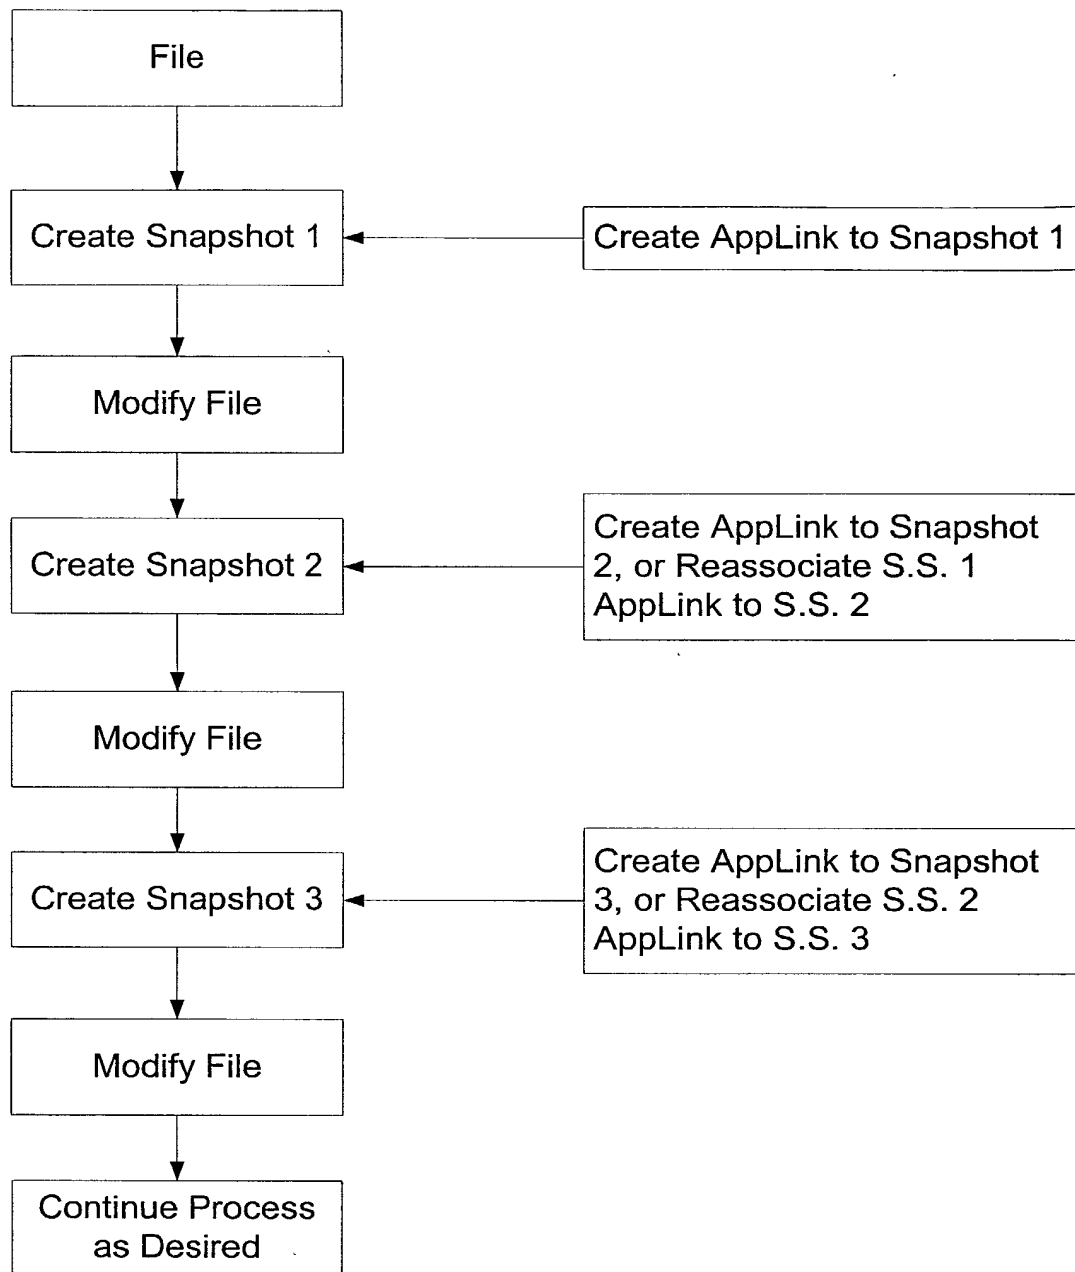 File
Create Snapshot 1
Create AppLink to Snapshot 1
Modify File
Create Snapshot 2
Create AppLink to Snapshot
2, or Reassociate S.S. 1
AppLink to S.S. 2
Modify File
Create Snapshot 3
Create AppLink to Snapshot
3, or Reassociate S.S. 2
AppLink to S.S. 3
Modify File
Continue Process
as Desired